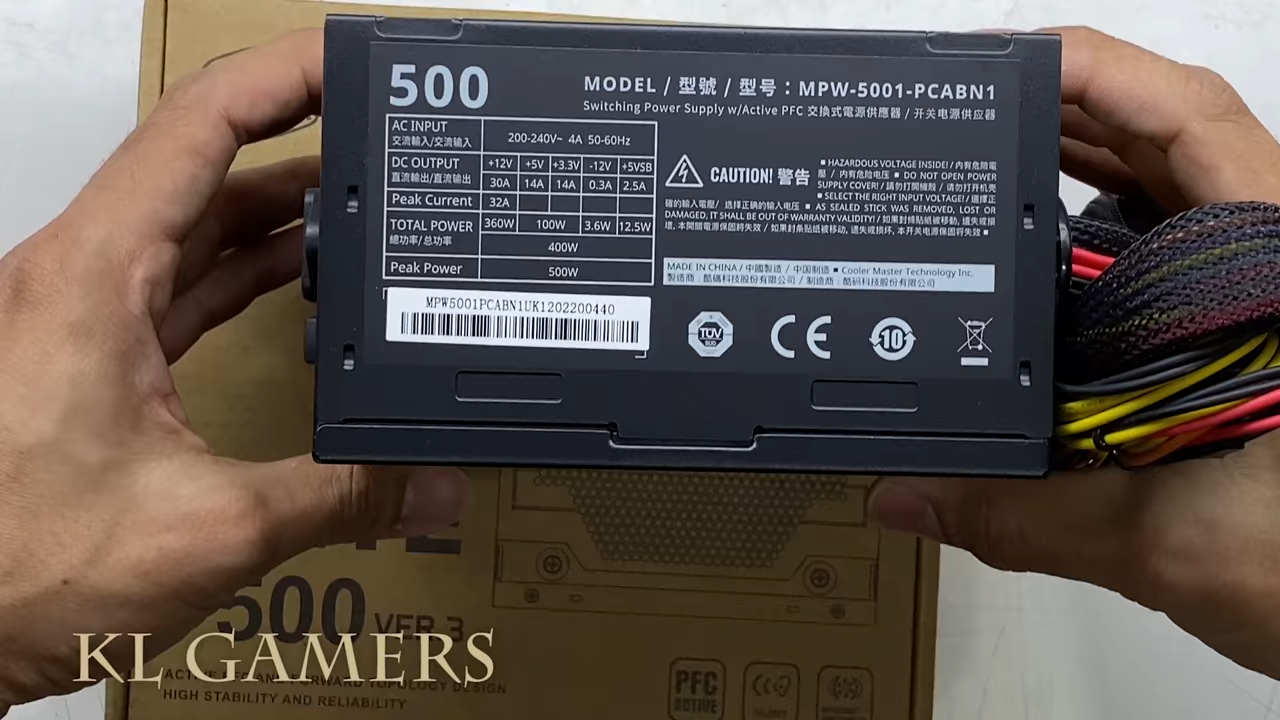 500
MODEL / 型號 / 型号：MPW-5001-PCABN1
Switching Power Supply w/Active PFC 交換式電源供應器 / 开关电源供应器
AC INPUT
交流輸入/交流输入
200-240V~ 4A 50-60Hz
DC OUTPUT
直流輸出/直流输出
+12V +5V +3.3V -12V +5VSB
30A 14A 14A 0.3A 2.5A
Peak Current 32A
TOTAL POWER
總功率/总功率
360W 100W 3.6W 12.5W
400W
Peak Power 500W
CAUTION! 警告
■ HAZARDOUS VOLTAGE INSIDE! / 內有危險電
壓 / 内有危险电压 ■ DO NOT OPEN POWER
SUPPLY COVER! / 請勿打開機殼 / 请勿打开机壳
■ SELECT THE RIGHT INPUT VOLTAGE! / 選擇正
確的輸入電壓 / 选择正确的输入电压 ■ AS SEALED STICK WAS REMOVED, LOST OR
DAMAGED, IT SHALL BE OUT OF WARRANTY VALIDITY! / 如果封條貼紙被移動, 遺失或損
壞, 本開關電源保固將失效 / 如果封条贴纸被移动, 遗失或损坏, 本开关电源保固将失效 ■
MADE IN CHINA / 中國製造 / 中国制造 ■ Cooler Master Technology Inc.
製造商：酷碼科技股份有限公司 / 制造商：酷码科技股份有限公司
MPW5001PCABN1UK1202200440
TÜV
SÜD
CE
10
500 VER.3
KL GAMERS
ACTIVE PFC AND FORWARD TOPOLOGY DESIGN
HIGH STABILITY AND RELIABILITY
PFC
ACTIVE